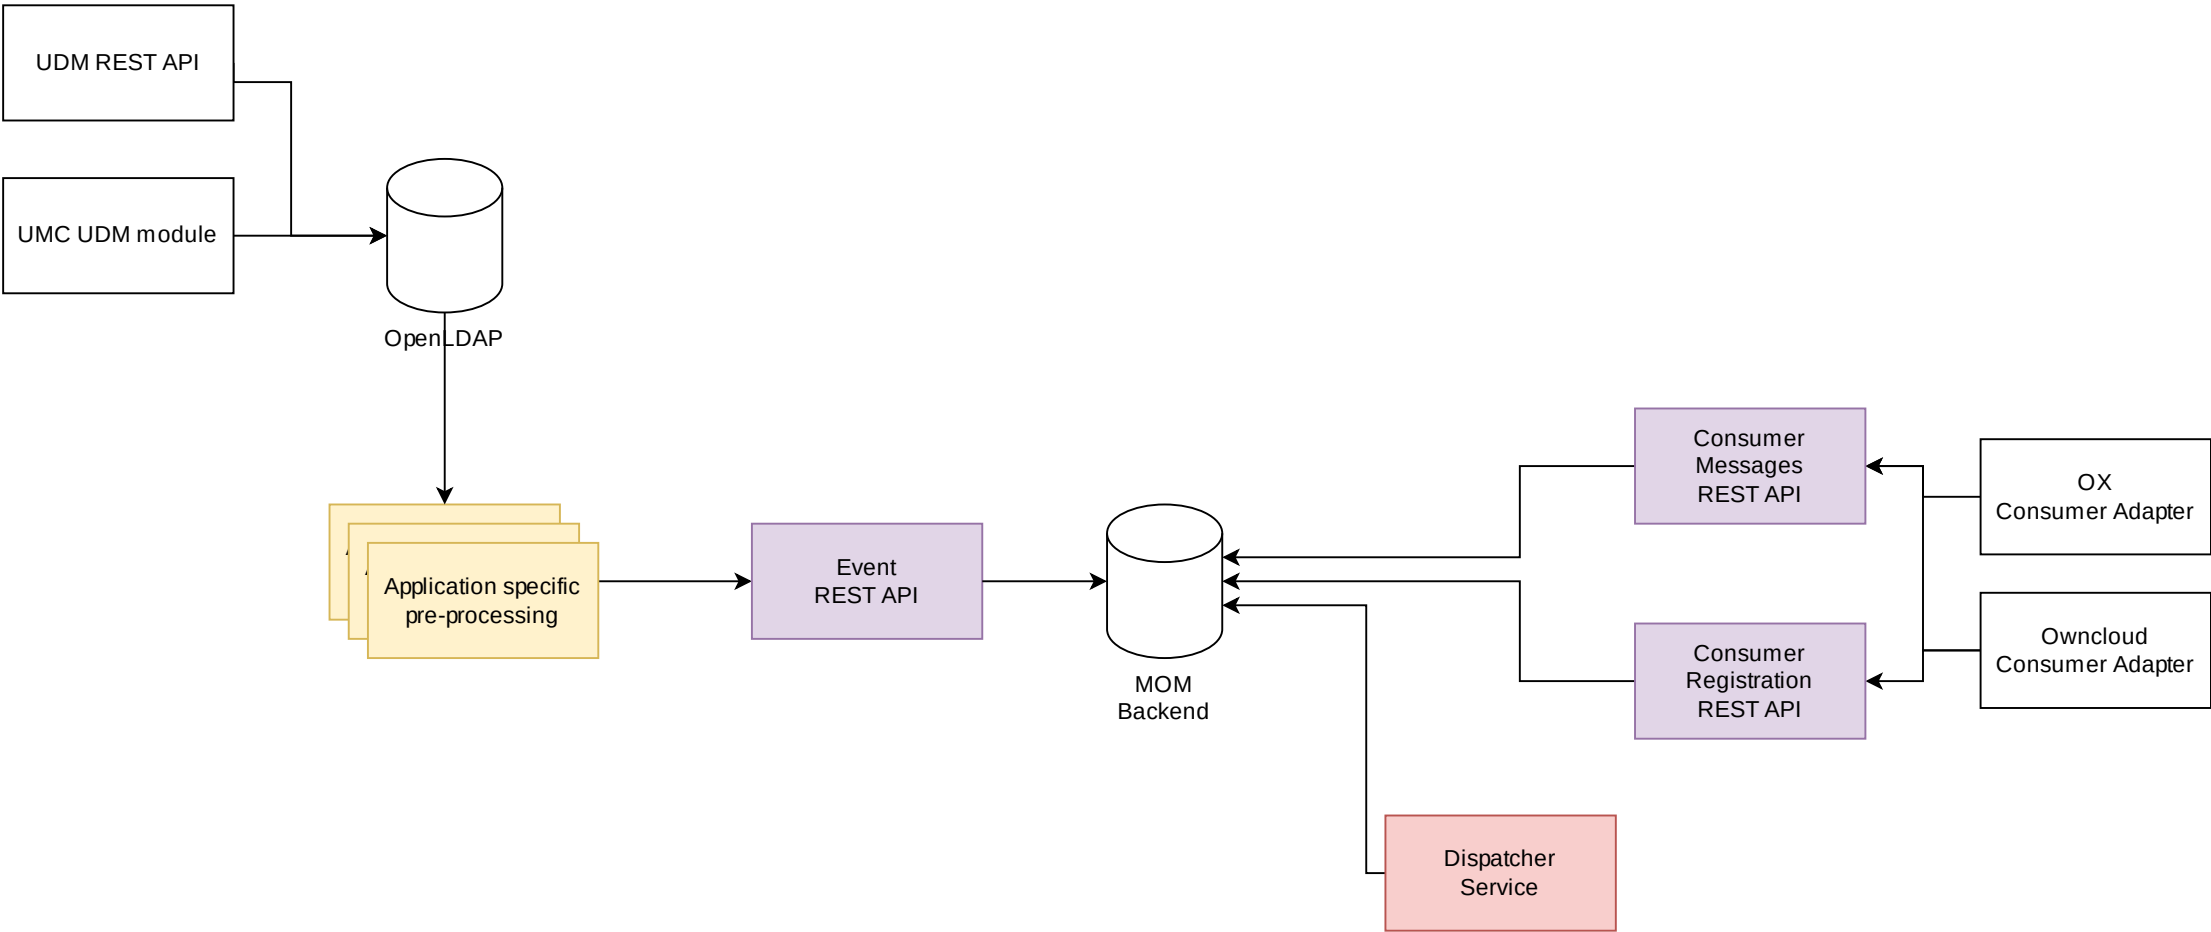 UDM REST API
UMC UDM module
OpenLDAP
Application specific
pre-processing
Event
REST API
MOM
Backend
Consumer
Messages
REST API
Consumer
Registration
REST API
OX
Consumer Adapter
Owncloud
Consumer Adapter
Dispatcher
Service